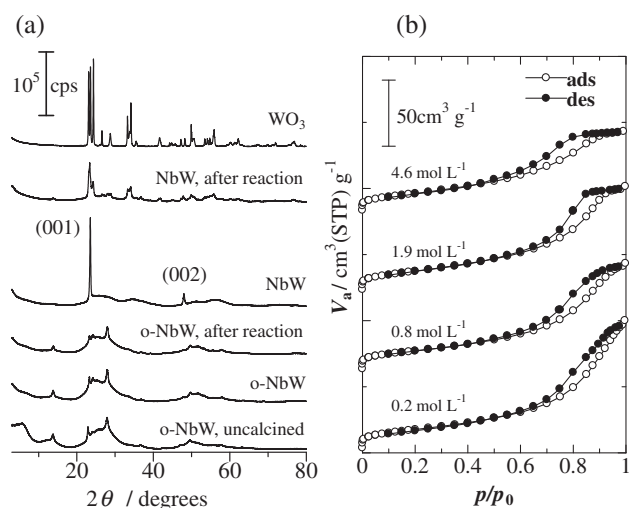 (a)
10⁵ cps
WO₃
NbW, after reaction
(001)
(002)
NbW
o-NbW, after reaction
o-NbW
o-NbW, uncalcined
20 40 60 80
2θ / degrees
(b)
ads
des
50cm³ g⁻¹
4.6 mol L⁻¹
1.9 mol L⁻¹
0.8 mol L⁻¹
0.2 mol L⁻¹
Vₐ / cm³ (STP) g⁻¹
0 0.2 0.4 0.6 0.8 1
p/p₀